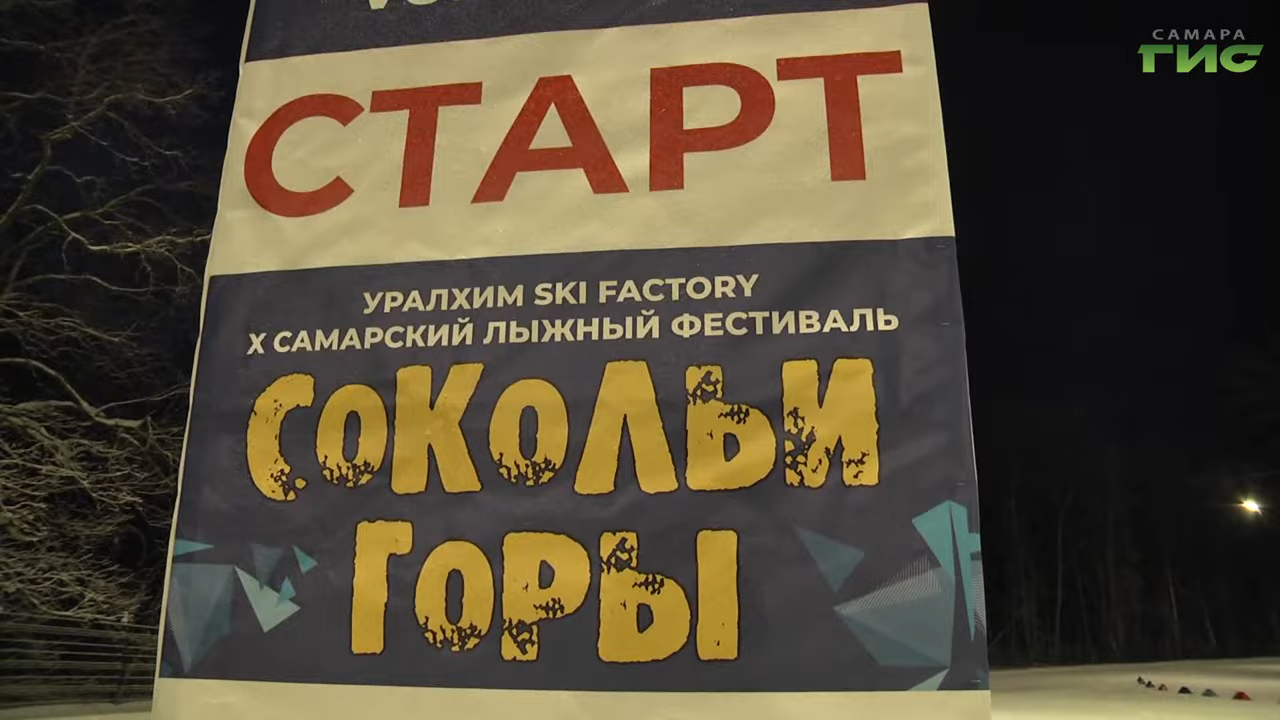 САМАРА
ГИС
СТАРТ
УРАЛХИМ SKI FACTORY
X САМАРСКИЙ ЛЫЖНЫЙ ФЕСТИВАЛЬ
СОКОЛЬИ
ГОРЫ